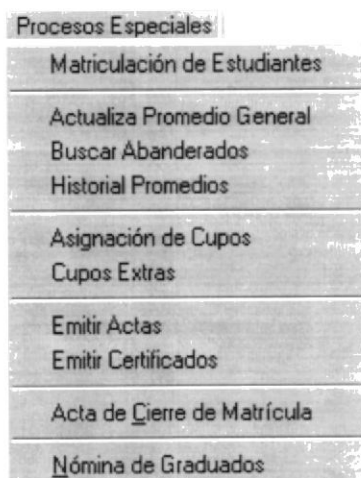 Procesos Especiales
Matriculación de Estudiantes
Actualiza Promedio General
Buscar Abanderados
Historial Promedios
Asignación de Cupos
Cupos Extras
Emitir Actas
Emitir Certificados
Acta de Cierre de Matrícula
Nómina de Graduados